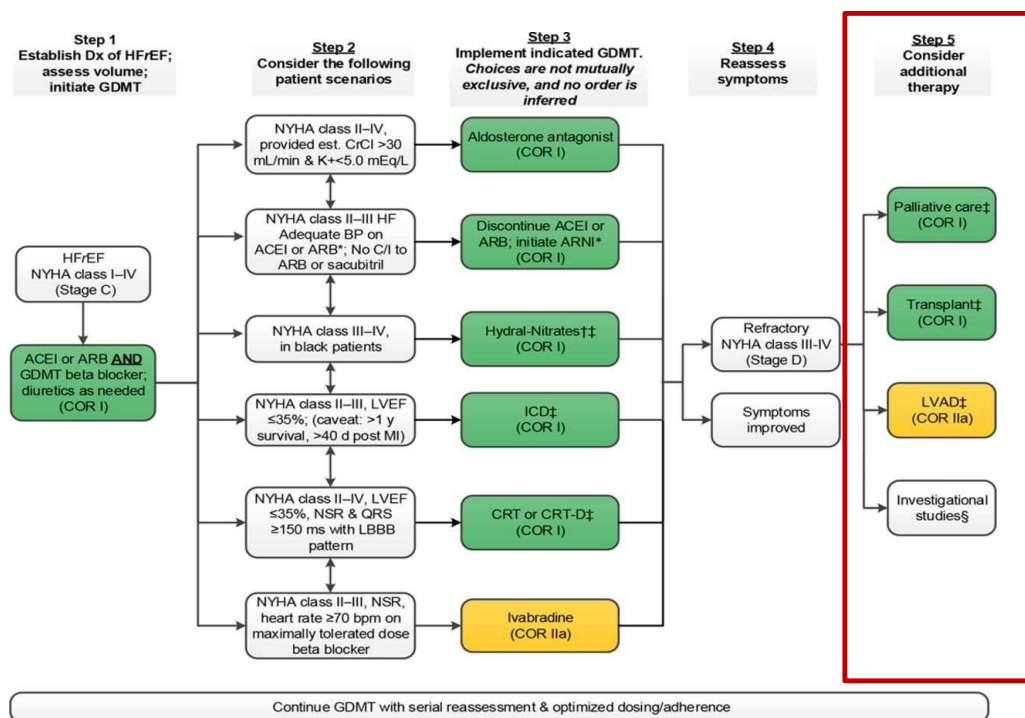 Step 1
Establish Dx of HFrEF;
assess volume;
initiate GDMT
Step 2
Consider the following
patient scenarios
Step 3
Implement indicated GDMT.
Choices are not mutually
exclusive, and no order is
inferred
Step 4
Reassess
symptoms
Step 5
Consider
additional
therapy
HFrEF
NYHA class I–IV
(Stage C)
ACEI or ARB AND
GDMT beta blocker;
diuretics as needed
(COR I)
NYHA class II–IV,
provided est. CrCl >30
mL/min & K+<5.0 mEq/L
NYHA class II–III HF
Adequate BP on
ACEI or ARB*; No C/I to
ARB or sacubitril
NYHA class III–IV,
in black patients
NYHA class II–III, LVEF
≤35%; (caveat: >1 y
survival, >40 d post MI)
NYHA class II–IV, LVEF
≤35%, NSR & QRS
≥150 ms with LBBB
pattern
NYHA class II–III, NSR,
heart rate ≥70 bpm on
maximally tolerated dose
beta blocker
Aldosterone antagonist
(COR I)
Discontinue ACEI or
ARB; initiate ARNI*
(COR I)
Hydral-Nitrates†‡
(COR I)
ICD‡
(COR I)
CRT or CRT-D‡
(COR I)
Ivabradine
(COR IIa)
Refractory
NYHA class III-IV
(Stage D)
Symptoms
improved
Palliative care‡
(COR I)
Transplant‡
(COR I)
LVAD‡
(COR IIa)
Investigational
studies§
Continue GDMT with serial reassessment & optimized dosing/adherence